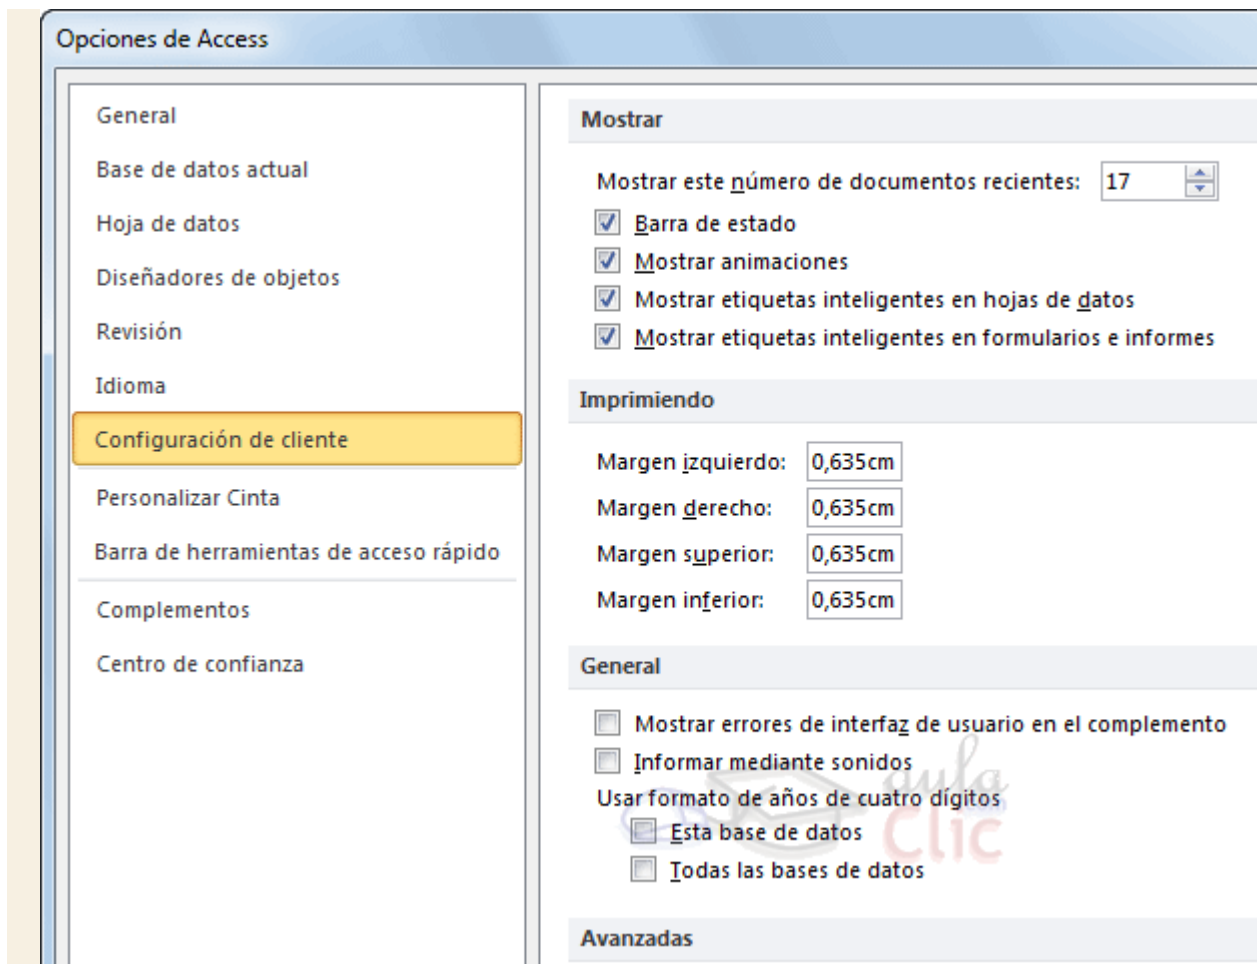 Opciones de Access
General
Base de datos actual
Hoja de datos
Diseñadores de objetos
Revisión
Idioma
Configuración de cliente
Personalizar Cinta
Barra de herramientas de acceso rápido
Complementos
Centro de confianza
Mostrar
Mostrar este número de documentos recientes: 17
Barra de estado
Mostrar animaciones
Mostrar etiquetas inteligentes en hojas de datos
Mostrar etiquetas inteligentes en formularios e informes
Imprimiendo
Margen izquierdo: 0,635cm
Margen derecho: 0,635cm
Margen superior: 0,635cm
Margen inferior: 0,635cm
General
Mostrar errores de interfaz de usuario en el complemento
Informar mediante sonidos
Usar formato de años de cuatro dígitos
Esta base de datos
Todas las bases de datos
aula
.com
Clic
Avanzadas